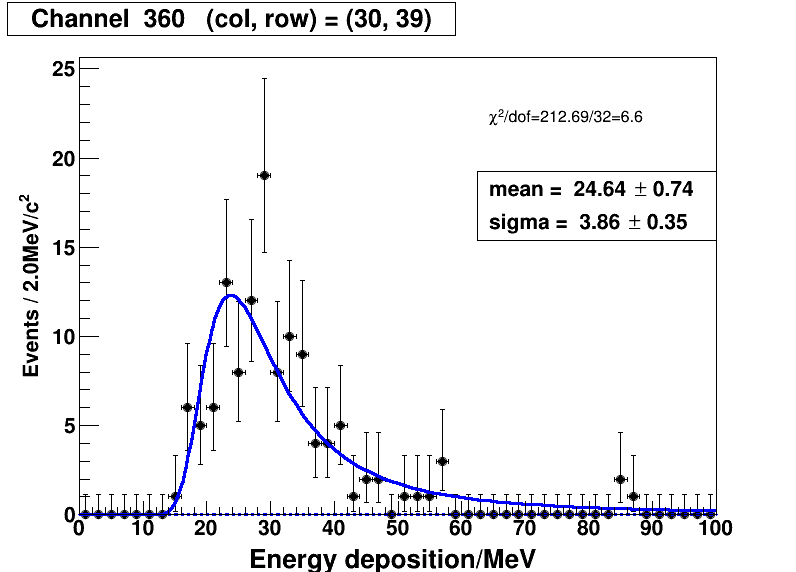 Channel 360 (col, row) = (30, 39)
25
20
15
10
5
0
Events / 2.0MeV/c²
χ²/dof=212.69/32=6.6
mean = 24.64 ± 0.74
sigma = 3.86 ± 0.35
0 10 20 30 40 50 60 70 80 90 100
Energy deposition/MeV